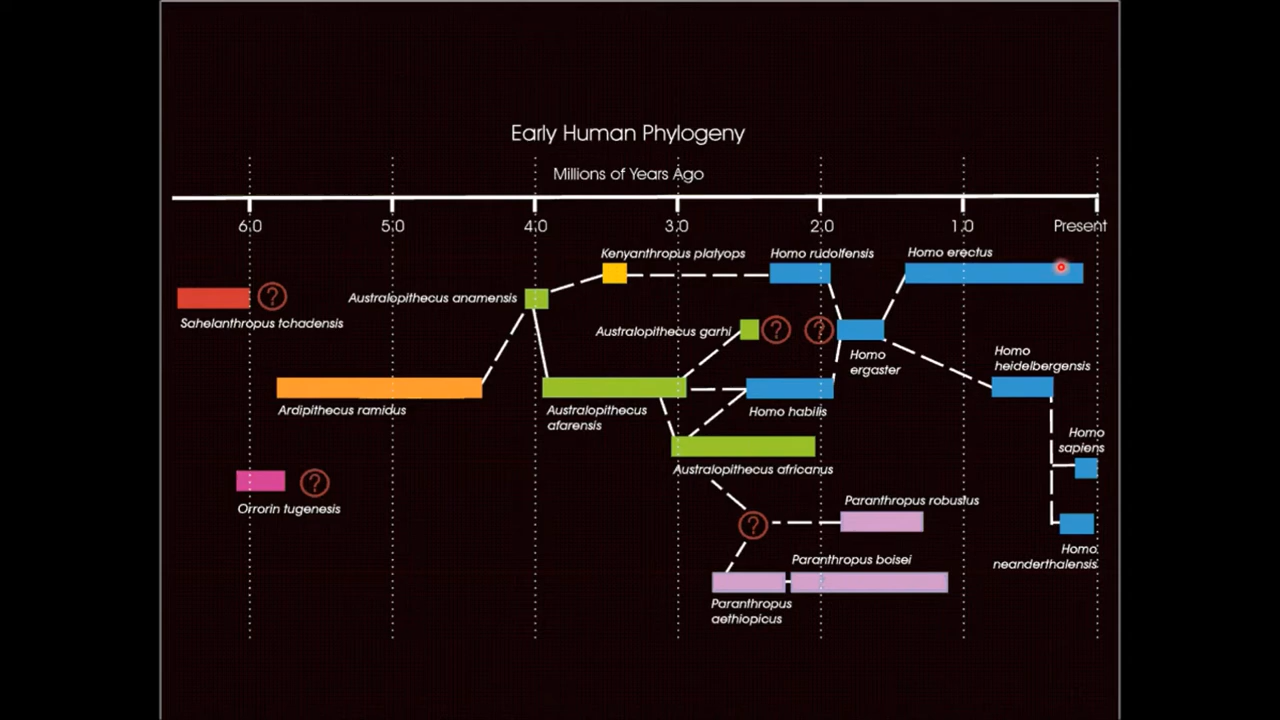 Early Human Phylogeny
Millions of Years Ago
6.0 5.0 4.0 3.0 2.0 1.0 Present
Kenyanthropus platyops
Homo rudolfensis
Homo erectus
Australopithecus anamensis
?
Sahelanthropus tchadensis
Australopithecus garhi
? ?
Homo
ergaster
Homo
heidelbergensis
Ardipithecus ramidus
Australopithecus
afarensis
Homo habilis
Homo
sapiens
Australopithecus africanus
?
Orrorin tugenesis
Paranthropus robustus
?
Paranthropus boisei
Homo
neanderthalensis
Paranthropus
aethiopicus